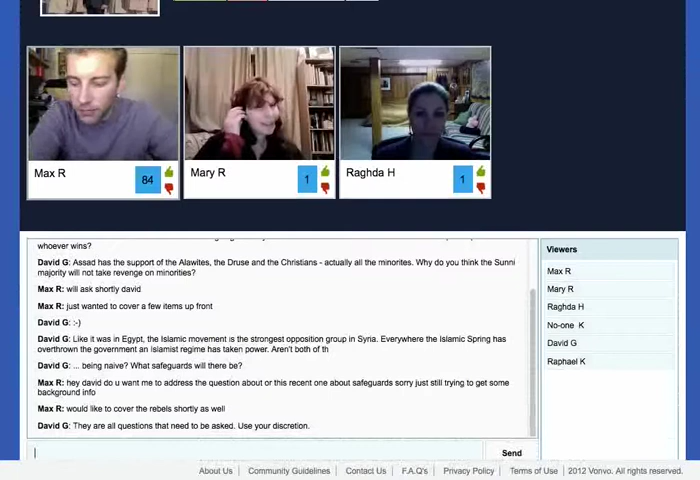 Max R
84
Mary R
1
Raghda H
1
whoever wins?
David G: Assad has the support of the Alawites, the Druse and the Christians - actually all the minorites. Why do you think the Sunni
majority will not take revenge on minorities?
Max R: will ask shortly david
Max R: just wanted to cover a few items up front
David G: :-)
David G: Like it was in Egypt, the Islamic movement is the strongest opposition group in Syria. Everywhere the Islamic Spring has
overthrown the government an Islamist regime has taken power. Aren't both of th
David G: ... being naive? What safeguards will there be?
Max R: hey david do u want me to address the question about or this recent one about safeguards sorry just still trying to get some
background info
Max R: would like to cover the rebels shortly as well
David G: They are all questions that need to be asked. Use your discretion.
Send
Viewers
Max R
Mary R
Raghda H
No-one K
David G
Raphael K
About Us | Community Guidelines | Contact Us | F.A.Q's | Privacy Policy | Terms of Use | 2012 Vonvo. All rights reserved.